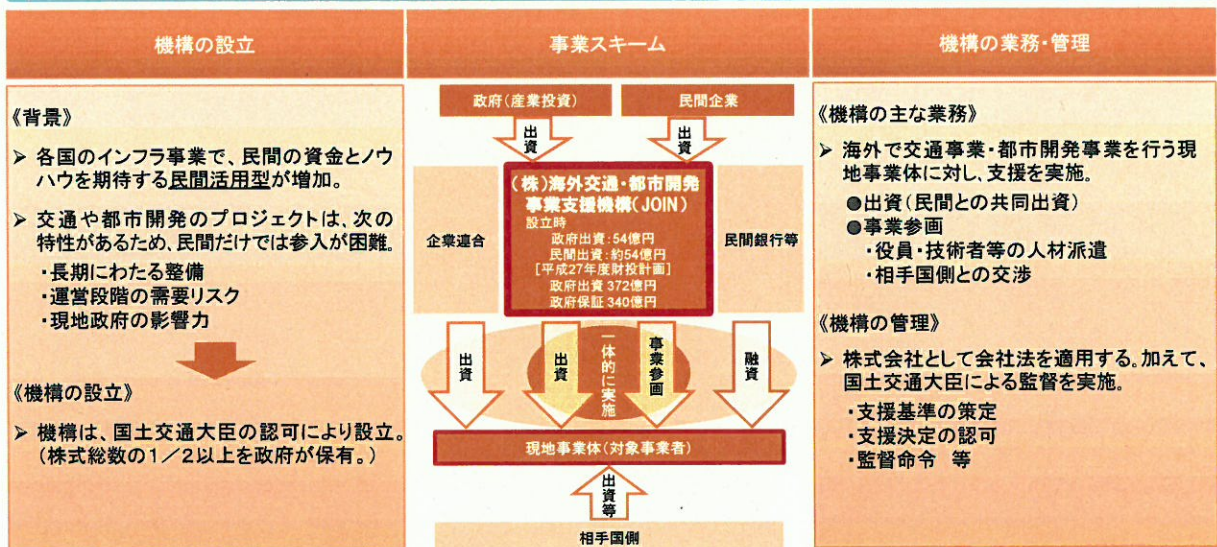 機構の設立
《背景》
➢ 各国のインフラ事業で、民間の資金とノウ
ハウを期待する民間活用型が増加。
➢ 交通や都市開発のプロジェクトは、次の
特性があるため、民間だけでは参入が困難。
・長期にわたる整備
・運営段階の需要リスク
・現地政府の影響力
《機構の設立》
➢ 機構は、国土交通大臣の認可により設立。
（株式総数の1／2以上を政府が保有。）
事業スキーム
政府（産業投資）
民間企業
出資
出資
企業連合
（株）海外交通・都市開発
事業支援機構（JOIN）
設立時
政府出資：54億円
民間出資：約54億円
［平成27年度財投計画］
政府出資 372億円
政府保証 340億円
民間銀行等
出資
出資
一体的に実施
事業参画
融資
現地事業体（対象事業者）
出資等
相手国側
機構の業務・管理
《機構の主な業務》
➢ 海外で交通事業・都市開発事業を行う現
地事業体に対し、支援を実施。
●出資（民間との共同出資）
●事業参画
・役員・技術者等の人材派遣
・相手国側との交渉
《機構の管理》
➢ 株式会社として会社法を適用する。加えて、
国土交通大臣による監督を実施。
・支援基準の策定
・支援決定の認可
・監督命令 等